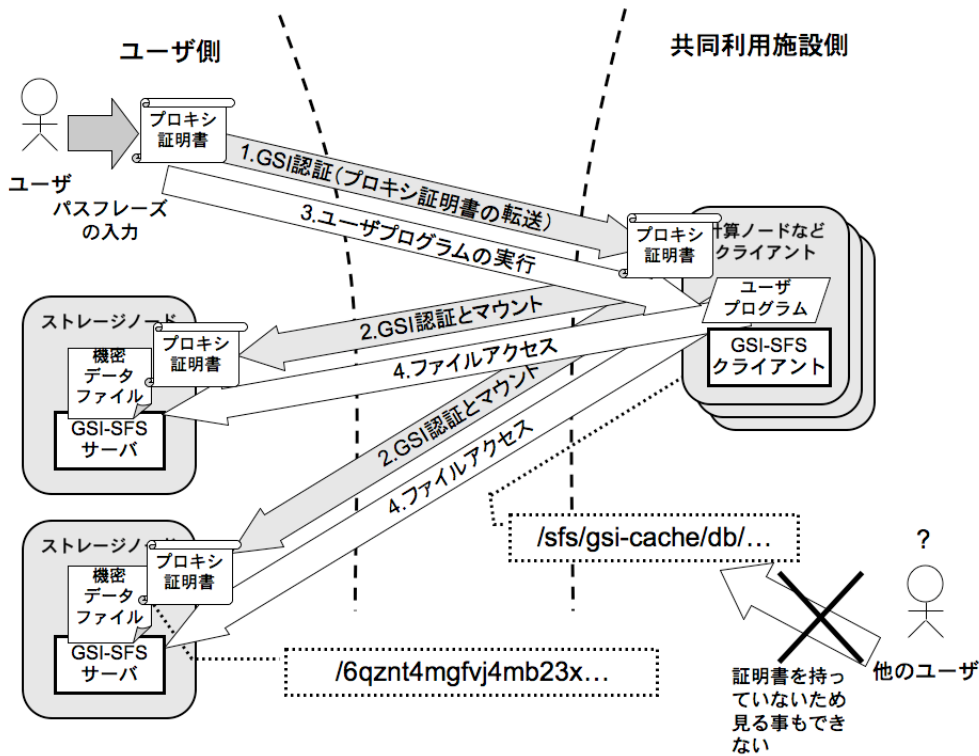 ユーザ側
共同利用施設側
プロキシ
証明書
ユーザ
パスフレーズ
の入力
1.GSI認証(プロキシ証明書の転送)
3.ユーザプログラムの実行
プロキシ
証明書
計算ノードなど
クライアント
ユーザ
プログラム
GSI-SFS
クライアント
2.GSI認証とマウント
4.ファイルアクセス
ストレージノード
プロキシ
証明書
機密
データ
ファイル
GSI-SFS
サーバ
2.GSI認証とマウント
4.ファイルアクセス
ストレージノード
プロキシ
証明書
機密
データ
ファイル
GSI-SFS
サーバ
/sfs/gsi-cache/db/…
/6qznt4mgfvj4mb23x…
?
他のユーザ
証明書を持っ
ていないため
見る事もでき
ない